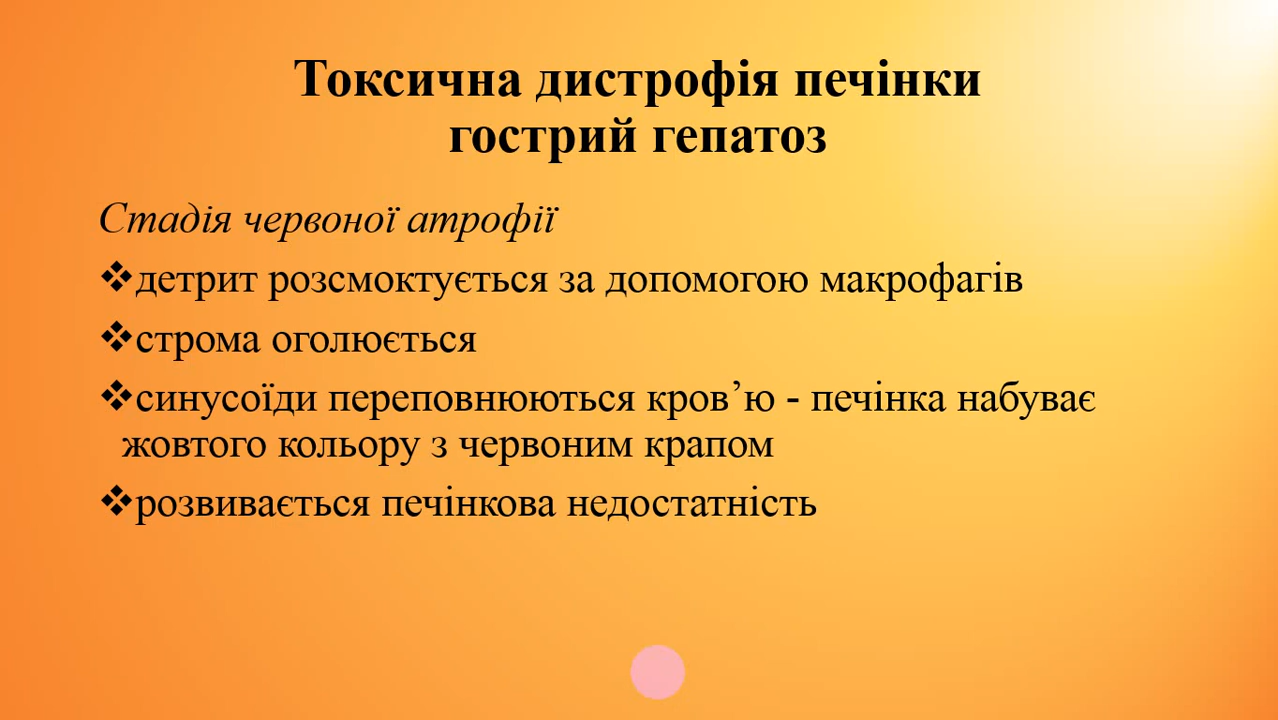 Токсична дистрофія печінки
гострий гепатоз
Стадія червоної атрофії
❖детрит розсмоктується за допомогою макрофагів
❖строма оголюється
❖синусоїди переповнюються кров’ю - печінка набуває
жовтого кольору з червоним крапом
❖розвивається печінкова недостатність